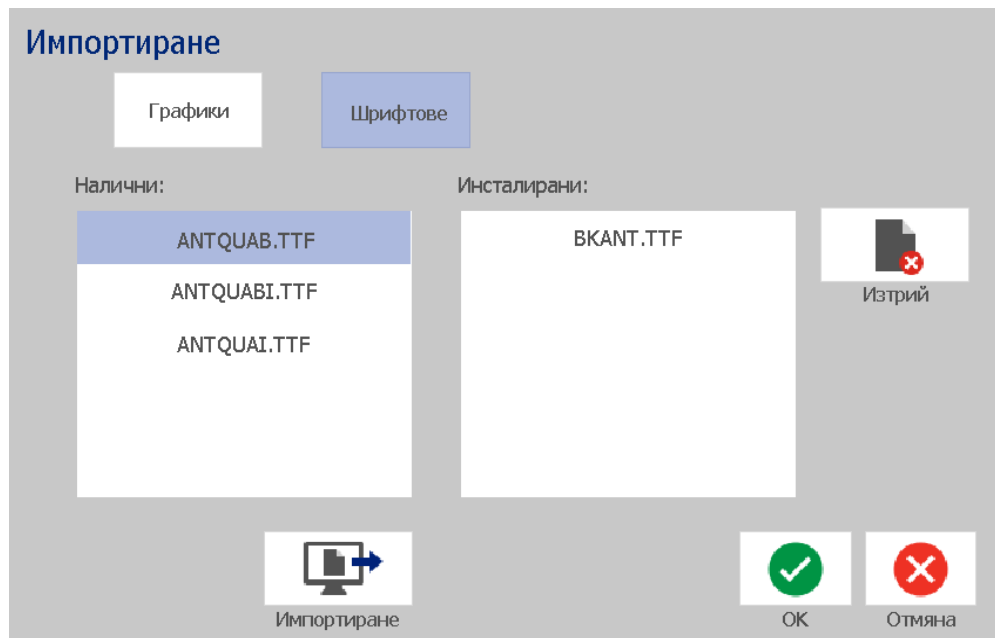 Импортиране
Графики
Шрифтове
Налични:
Инсталирани:
ANTQUAB.TTF
ANTQUABI.TTF
ANTQUAI.TTF
BKANT.TTF
Изтрий
Импортиране
OK
Отмяна